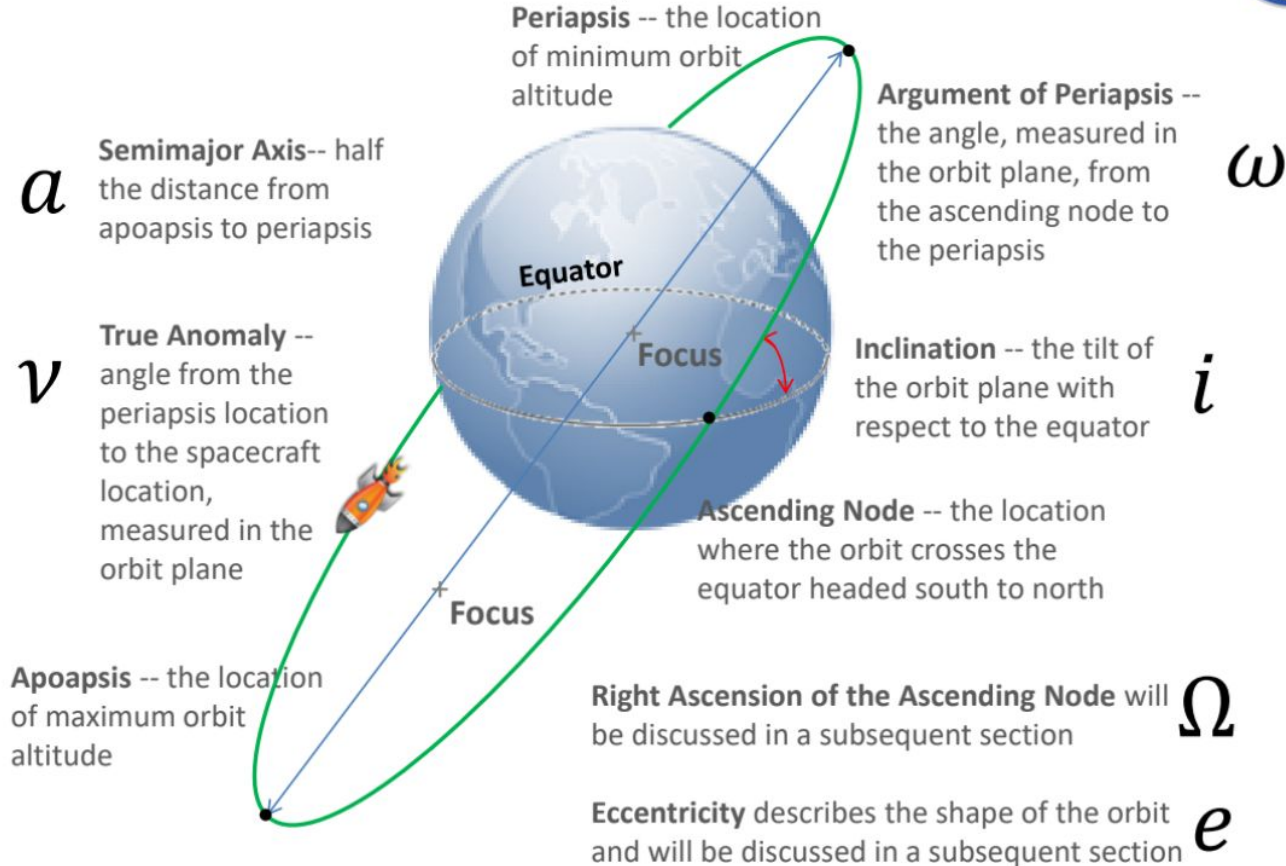 Periapsis -- the location
of minimum orbit
altitude
Argument of Periapsis --
the angle, measured in
the orbit plane, from
the ascending node to
the periapsis
ω
a
Semimajor Axis-- half
the distance from
apoapsis to periapsis
Equator
ν
True Anomaly --
angle from the
periapsis location
to the spacecraft
location,
measured in the
orbit plane
Focus
Inclination -- the tilt of
the orbit plane with
respect to the equator
i
Ascending Node -- the location
where the orbit crosses the
equator headed south to north
Focus
Apoapsis -- the location
of maximum orbit
altitude
Right Ascension of the Ascending Node will
be discussed in a subsequent section
Ω
Eccentricity describes the shape of the orbit
and will be discussed in a subsequent section
e